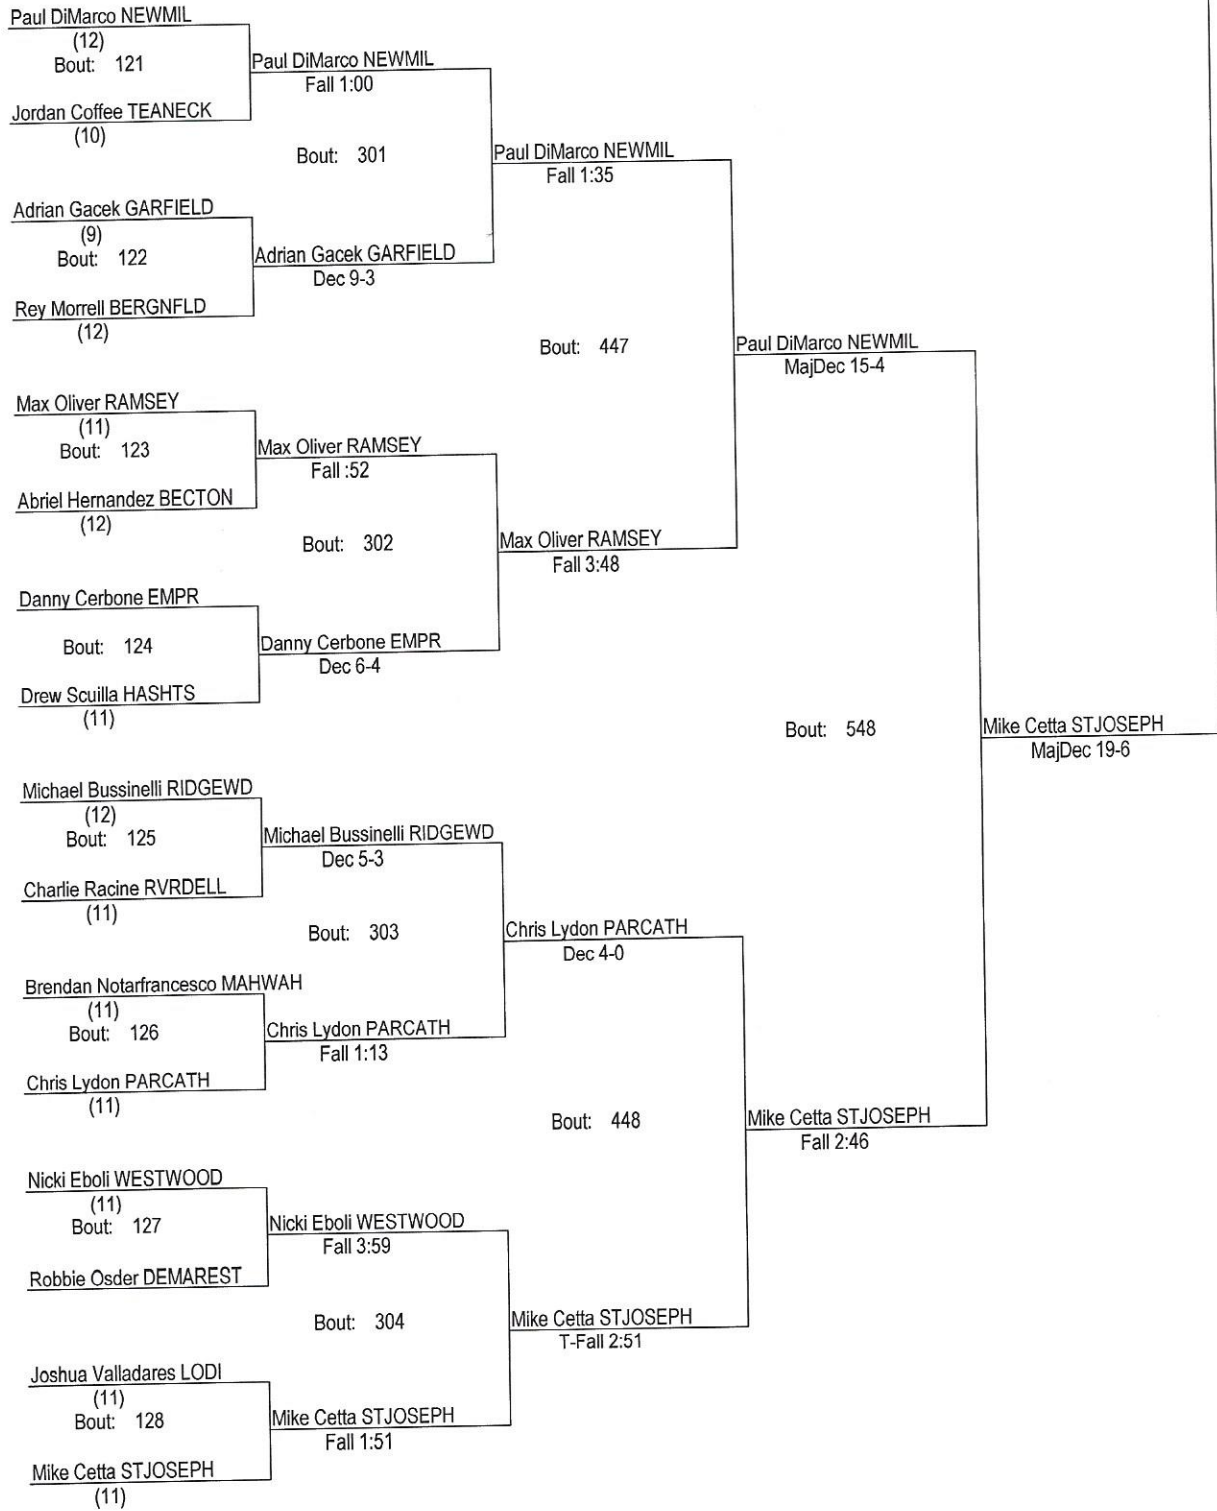 Paul DiMarco NEWMIL
(12)
Bout: 121
Jordan Coffee TEANECK
(10)
Paul DiMarco NEWMIL
Fall 1:00
Bout: 301
Adrian Gacek GARFIELD
(9)
Bout: 122
Rey Morrell BERGNFLD
(12)
Adrian Gacek GARFIELD
Dec 9-3
Paul DiMarco NEWMIL
Fall 1:35
Bout: 447
Max Oliver RAMSEY
(11)
Bout: 123
Abriel Hernandez BECTON
(12)
Max Oliver RAMSEY
Fall :52
Bout: 302
Danny Cerbone EMPR
Bout: 124
Drew Scuilla HASHTS
(11)
Danny Cerbone EMPR
Dec 6-4
Max Oliver RAMSEY
Fall 3:48
Paul DiMarco NEWMIL
MajDec 15-4
Bout: 548
Mike Cetta STJOSEPH
MajDec 19-6
Michael Bussinelli RIDGEWD
(12)
Bout: 125
Charlie Racine RVRDELL
(11)
Michael Bussinelli RIDGEWD
Dec 5-3
Bout: 303
Brendan Notarfrancesco MAHWAH
(11)
Bout: 126
Chris Lydon PARCATH
(11)
Chris Lydon PARCATH
Fall 1:13
Chris Lydon PARCATH
Dec 4-0
Bout: 448
Nicki Eboli WESTWOOD
(11)
Bout: 127
Robbie Osder DEMAREST
Nicki Eboli WESTWOOD
Fall 3:59
Bout: 304
Joshua Valladares LODI
(11)
Bout: 128
Mike Cetta STJOSEPH
(11)
Mike Cetta STJOSEPH
Fall 1:51
Mike Cetta STJOSEPH
T-Fall 2:51
Mike Cetta STJOSEPH
Fall 2:46